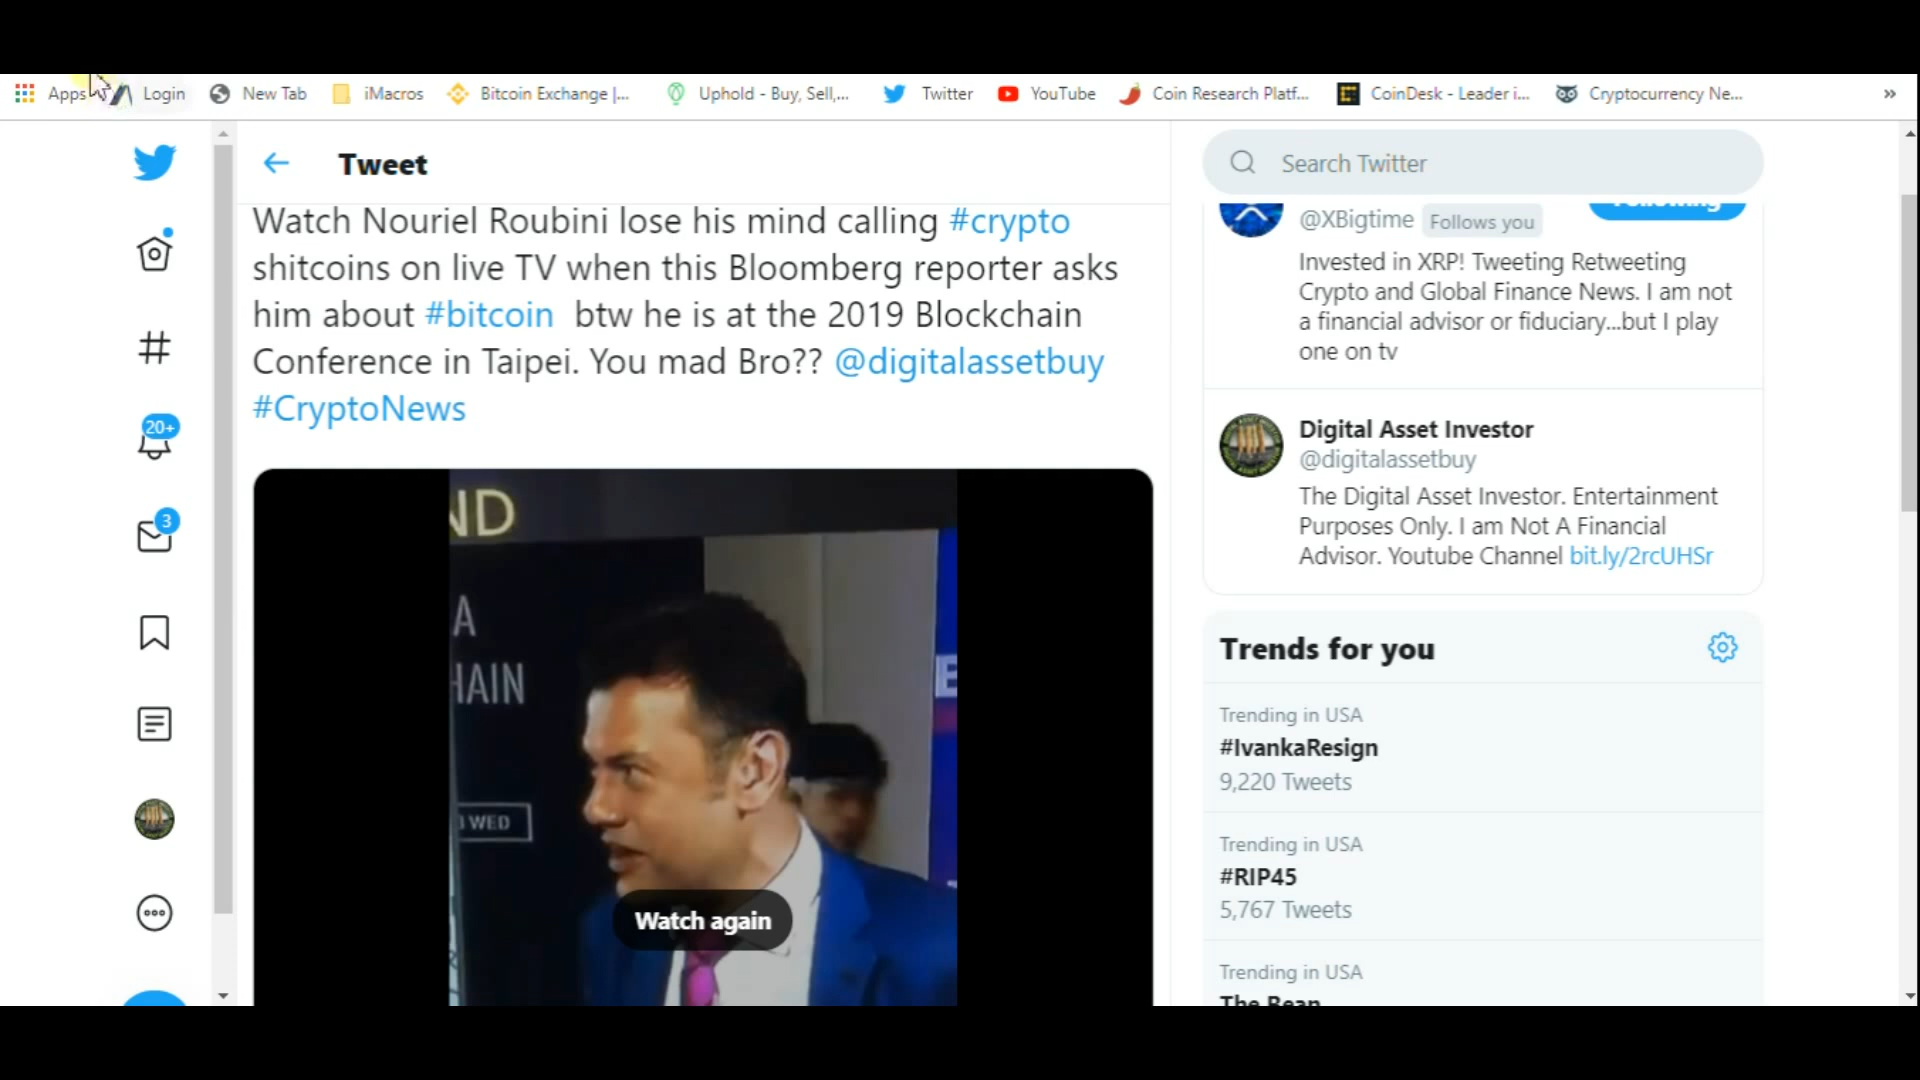 Apps Login New Tab iMacros Bitcoin Exchange |... Uphold - Buy, Sell,... Twitter YouTube Coin Research Platf... CoinDesk - Leader i... Cryptocurrency Ne... »
Tweet
Watch Nouriel Roubini lose his mind calling #crypto
shitcoins on live TV when this Bloomberg reporter asks
him about #bitcoin btw he is at the 2019 Blockchain
Conference in Taipei. You mad Bro?? @digitalassetbuy
#CryptoNews
ND
A
HAIN
WED
Watch again
20+
3
Search Twitter
@XBigtime Follows you
Following
Invested in XRP! Tweeting Retweeting
Crypto and Global Finance News. I am not
a financial advisor or fiduciary...but I play
one on tv
Digital Asset Investor
@digitalassetbuy
The Digital Asset Investor. Entertainment
Purposes Only. I am Not A Financial
Advisor. Youtube Channel bit.ly/2rcUHSr
Trends for you
Trending in USA
#IvankaResign
9,220 Tweets
Trending in USA
#RIP45
5,767 Tweets
Trending in USA
The Bean